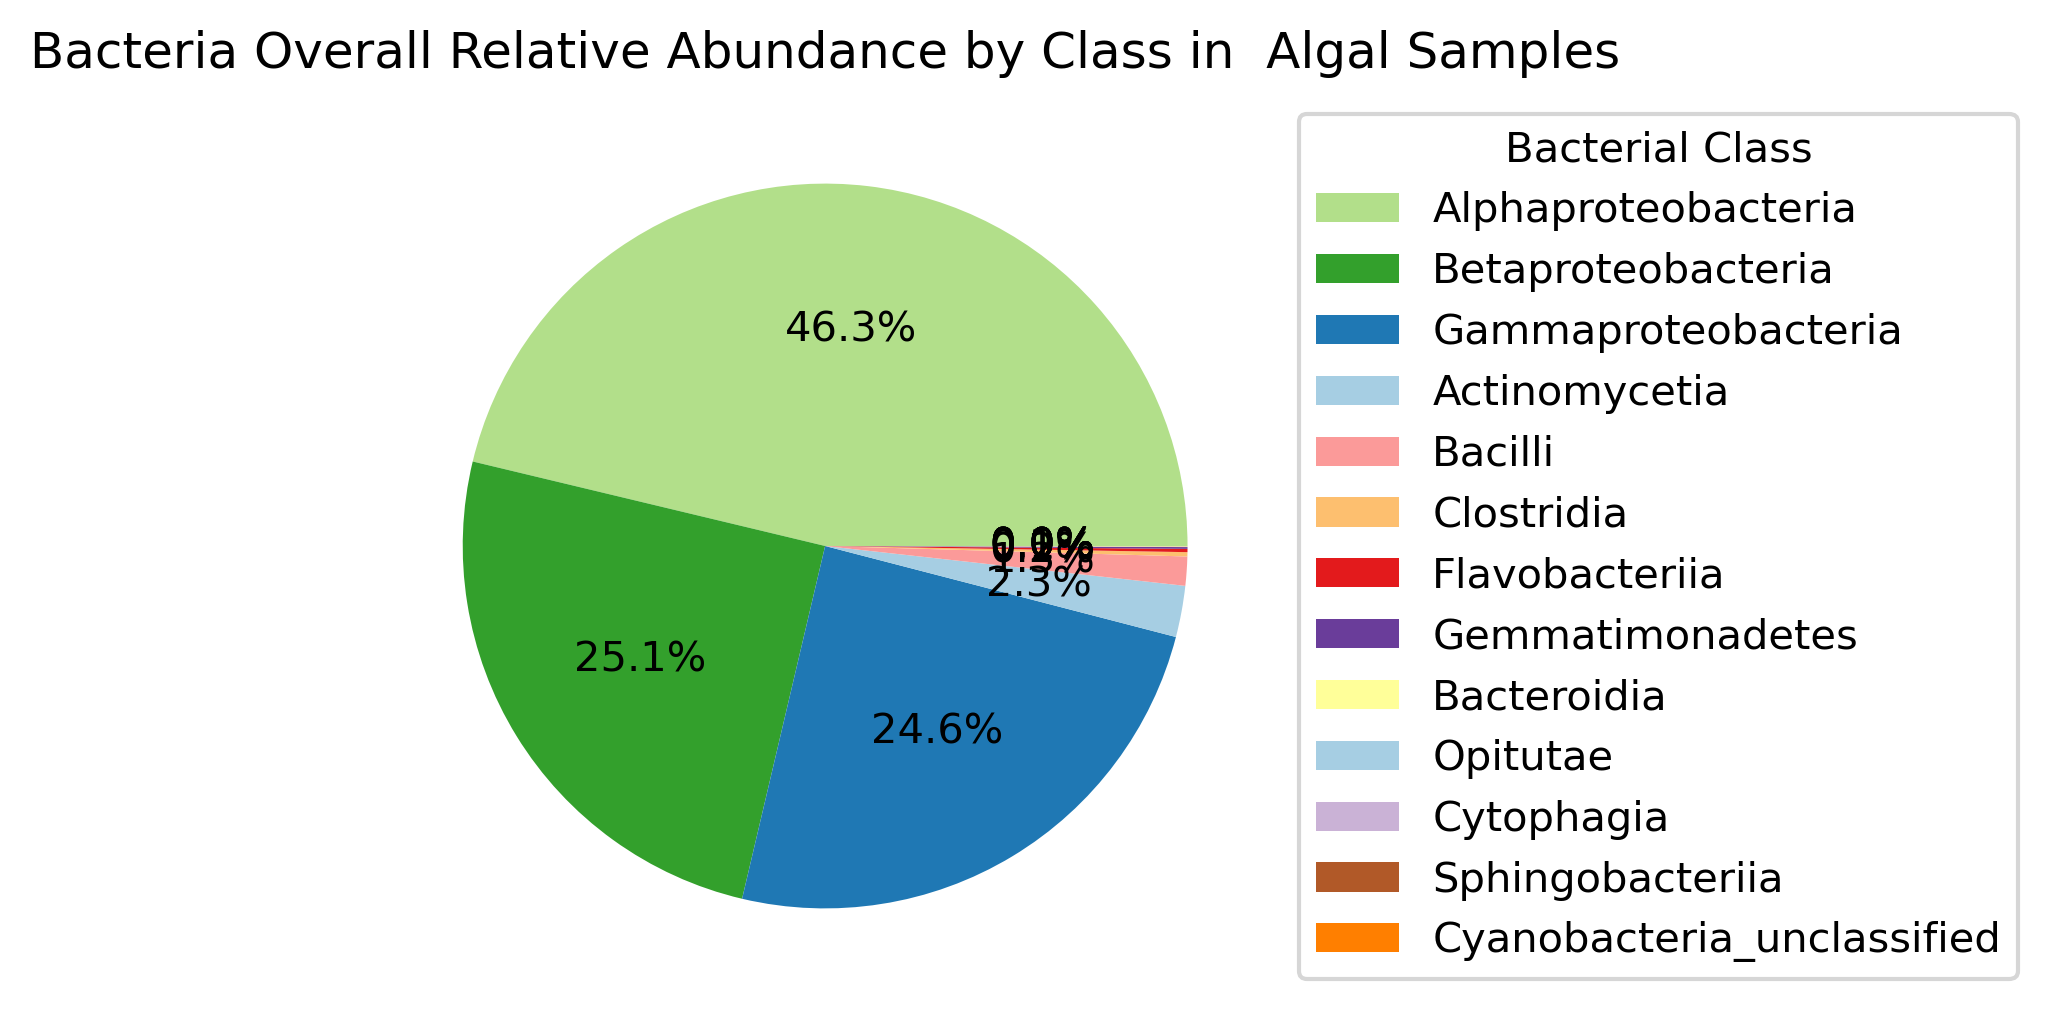 Bacteria Overall Relative Abundance by Class in  Algal Samples
Bacterial Class
Alphaproteobacteria
Betaproteobacteria
Gammaproteobacteria
Actinomycetia
Bacilli
Clostridia
Flavobacteriia
Gemmatimonadetes
Bacteroidia
Opitutae
Cytophagia
Sphingobacteriia
Cyanobacteria_unclassified
46.3%
2.3%
25.1%
24.6%